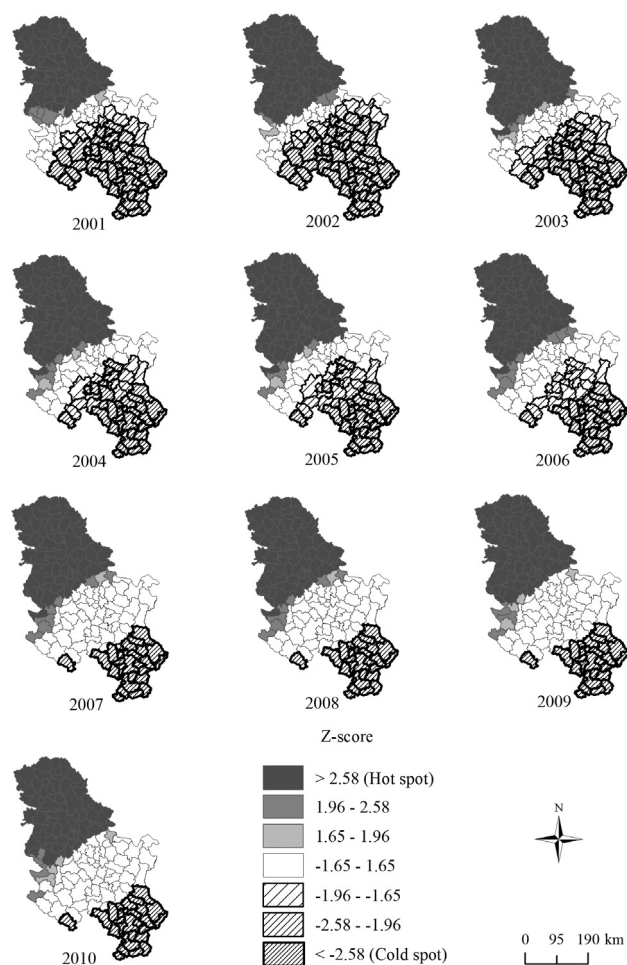 2001
2002
2003
2004
2005
2006
2007
2008
2009
2010
Z-score
> 2.58 (Hot spot)
1.96 - 2.58
1.65 - 1.96
-1.65 - 1.65
-1.96 - -1.65
-2.58 - -1.96
< -2.58 (Cold spot)
N
0 95 190 km